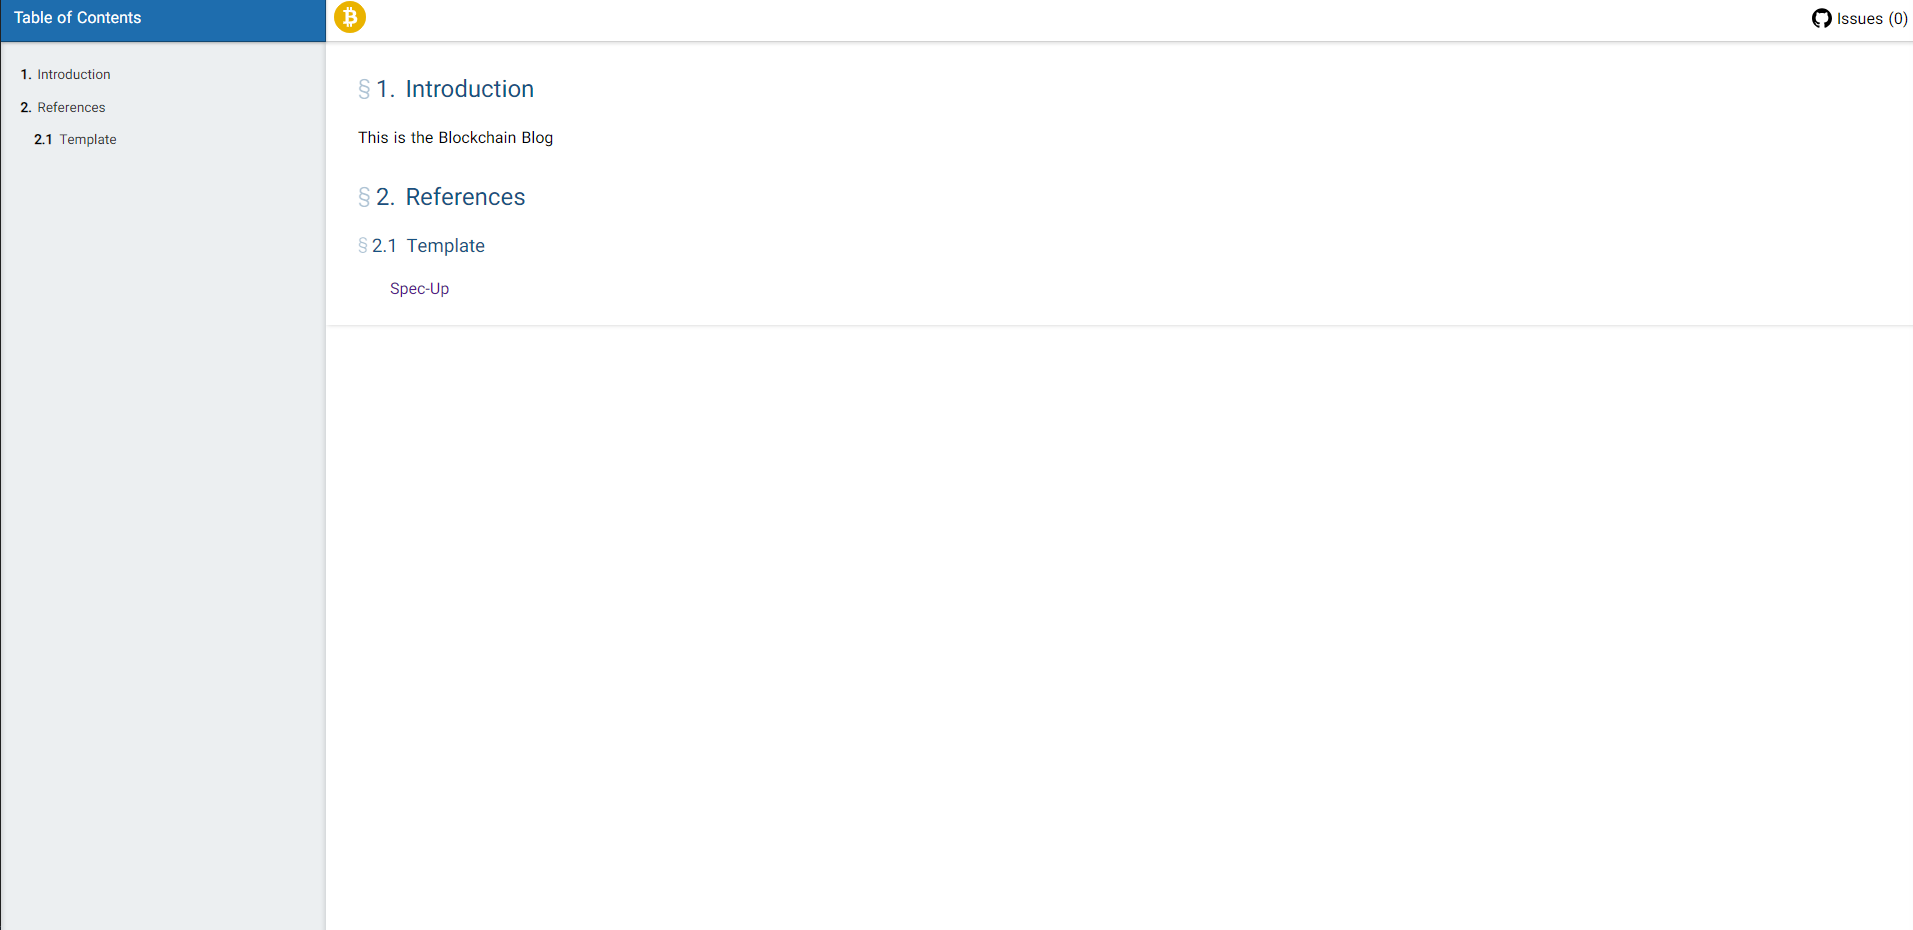 Table of Contents
Issues (0)
1. Introduction
2. References
2.1 Template
§ 1. Introduction
This is the Blockchain Blog
§ 2. References
§ 2.1 Template
Spec-Up